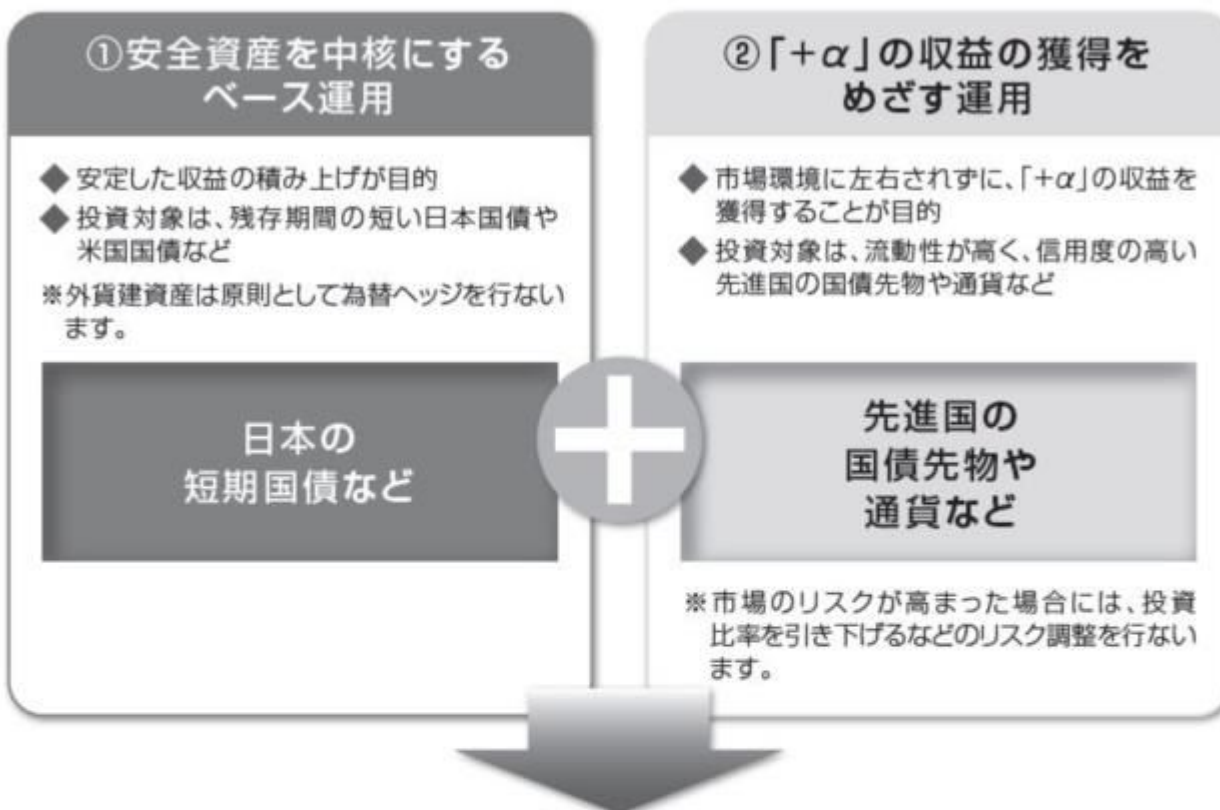 ①安全資産を中核にする
ベース運用
◆ 安定した収益の積み上げが目的
◆ 投資対象は、残存期間の短い日本国債や
米国国債など
※外貨建資産は原則として為替ヘッジを行ない
ます。
日本の
短期国債など
②「+α」の収益の獲得を
めざす運用
◆ 市場環境に左右されずに、「+α」の収益を
獲得することが目的
◆ 投資対象は、流動性が高く、信用度の高い
先進国の国債先物や通貨など
先進国の
国債先物や
通貨など
※市場のリスクが高まった場合には、投資
比率を引き下げるなどのリスク調整を行ない
ます。